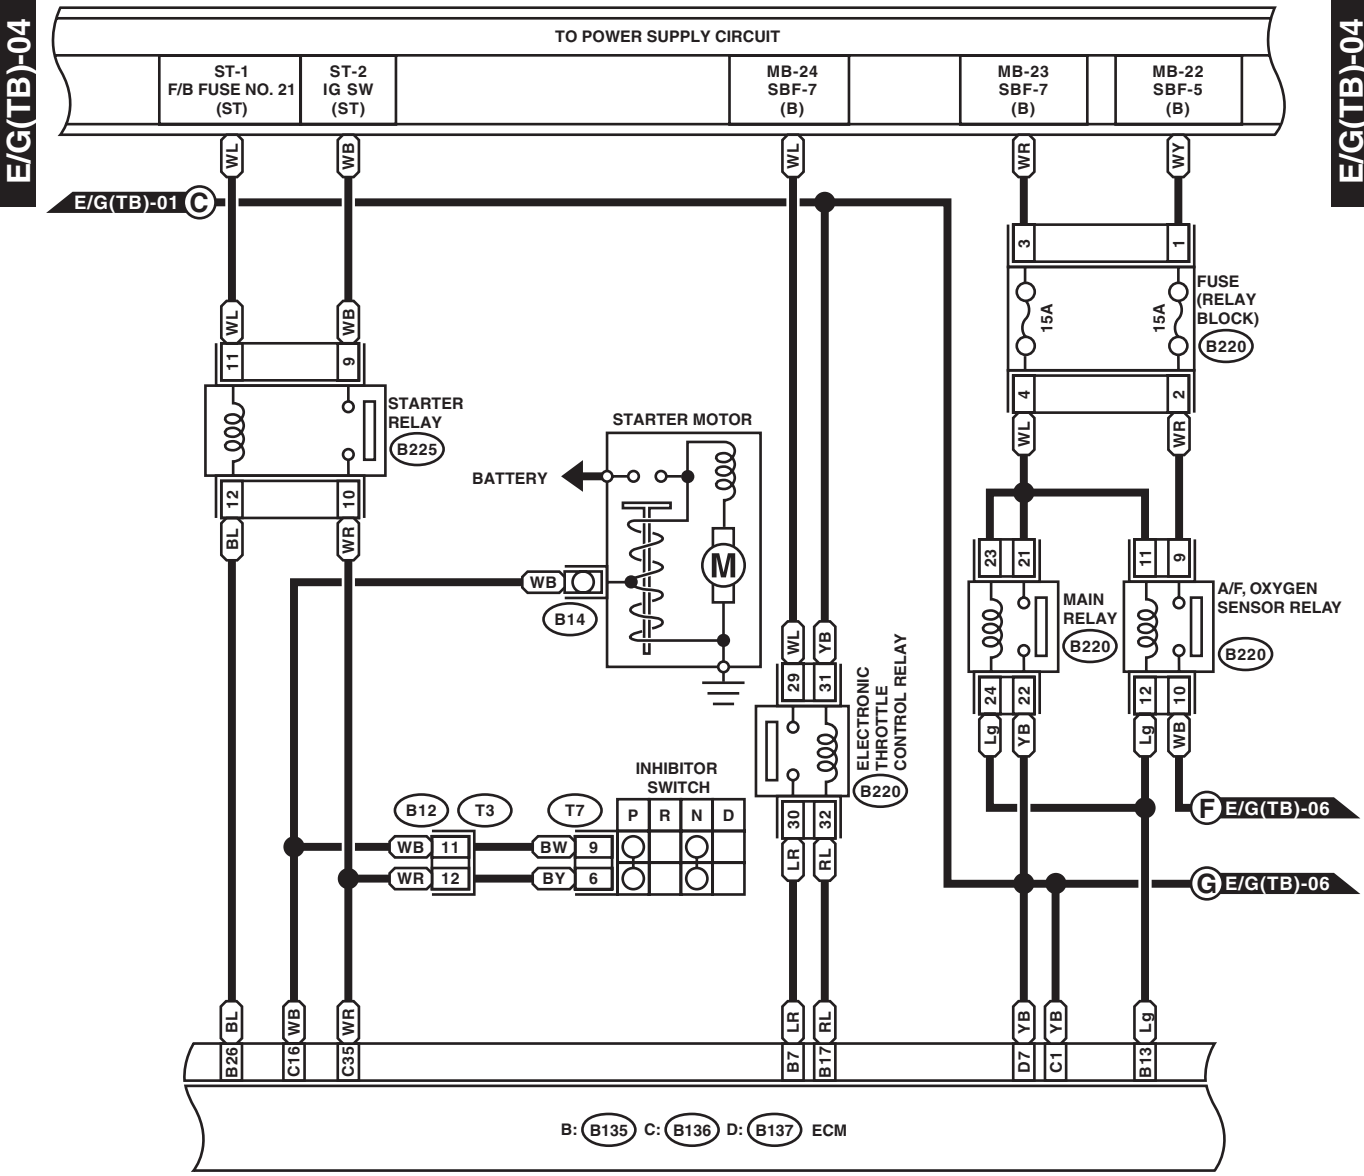 E/G(TB)-04
E/G(TB)-04
TO POWER SUPPLY CIRCUIT
ST-1
F/B FUSE NO. 21
(ST)
ST-2
IG SW
(ST)
MB-24
SBF-7
(B)
MB-23
SBF-7
(B)
MB-22
SBF-5
(B)
WL
WB
WL
WR
WY
E/G(TB)-01 C
3
1
15A
15A
FUSE
(RELAY
BLOCK)
B220
4
2
WL
WR
WL
WB
11
9
STARTER
RELAY
B225
12
10
BL
WR
STARTER MOTOR
BATTERY
M
WB
B14
23
21
11
9
MAIN
RELAY
B220
A/F, OXYGEN
SENSOR RELAY
B220
24
22
12
10
Lg
YB
Lg
WB
WL
YB
29
31
ELECTRONIC
THROTTLE
CONTROL RELAY
B220
30
32
LR
RL
INHIBITOR
SWITCH
B12
T3
T7
P
R
N
D
WB
11
BW
9
WR
12
BY
6
F E/G(TB)-06
G E/G(TB)-06
BL
WB
WR
LR
RL
YB
YB
Lg
B26
C16
C35
B7
B17
D7
C1
B13
B: B135 C: B136 D: B137 ECM